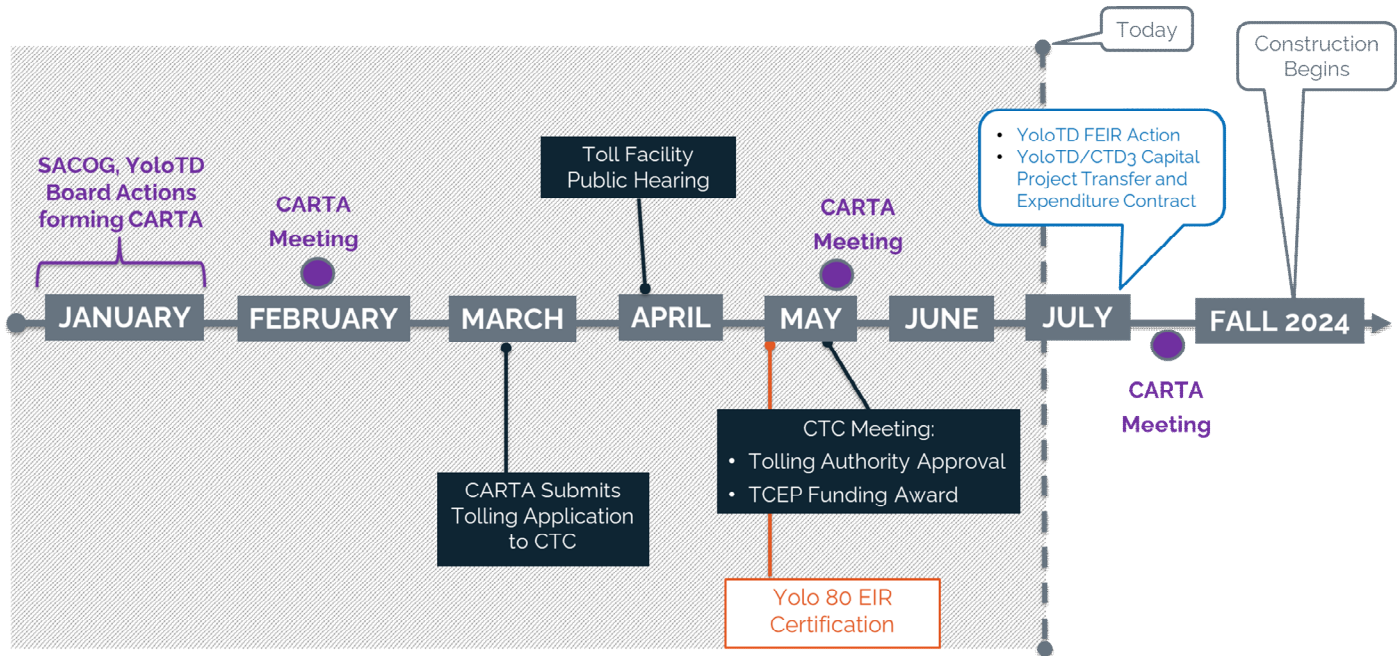 Today
Construction
Begins
• YoloTD FEIR Action
• YoloTD/CTD3 Capital
Project Transfer and
Expenditure Contract
Toll Facility
Public Hearing
SACOG, YoloTD
Board Actions
forming CARTA
CARTA
Meeting
CARTA
Meeting
JANUARY
FEBRUARY
MARCH
APRIL
MAY
JUNE
JULY
FALL 2024
CARTA
Meeting
CTC Meeting:
• Tolling Authority Approval
• TCEP Funding Award
CARTA Submits
Tolling Application
to CTC
Yolo 80 EIR
Certification